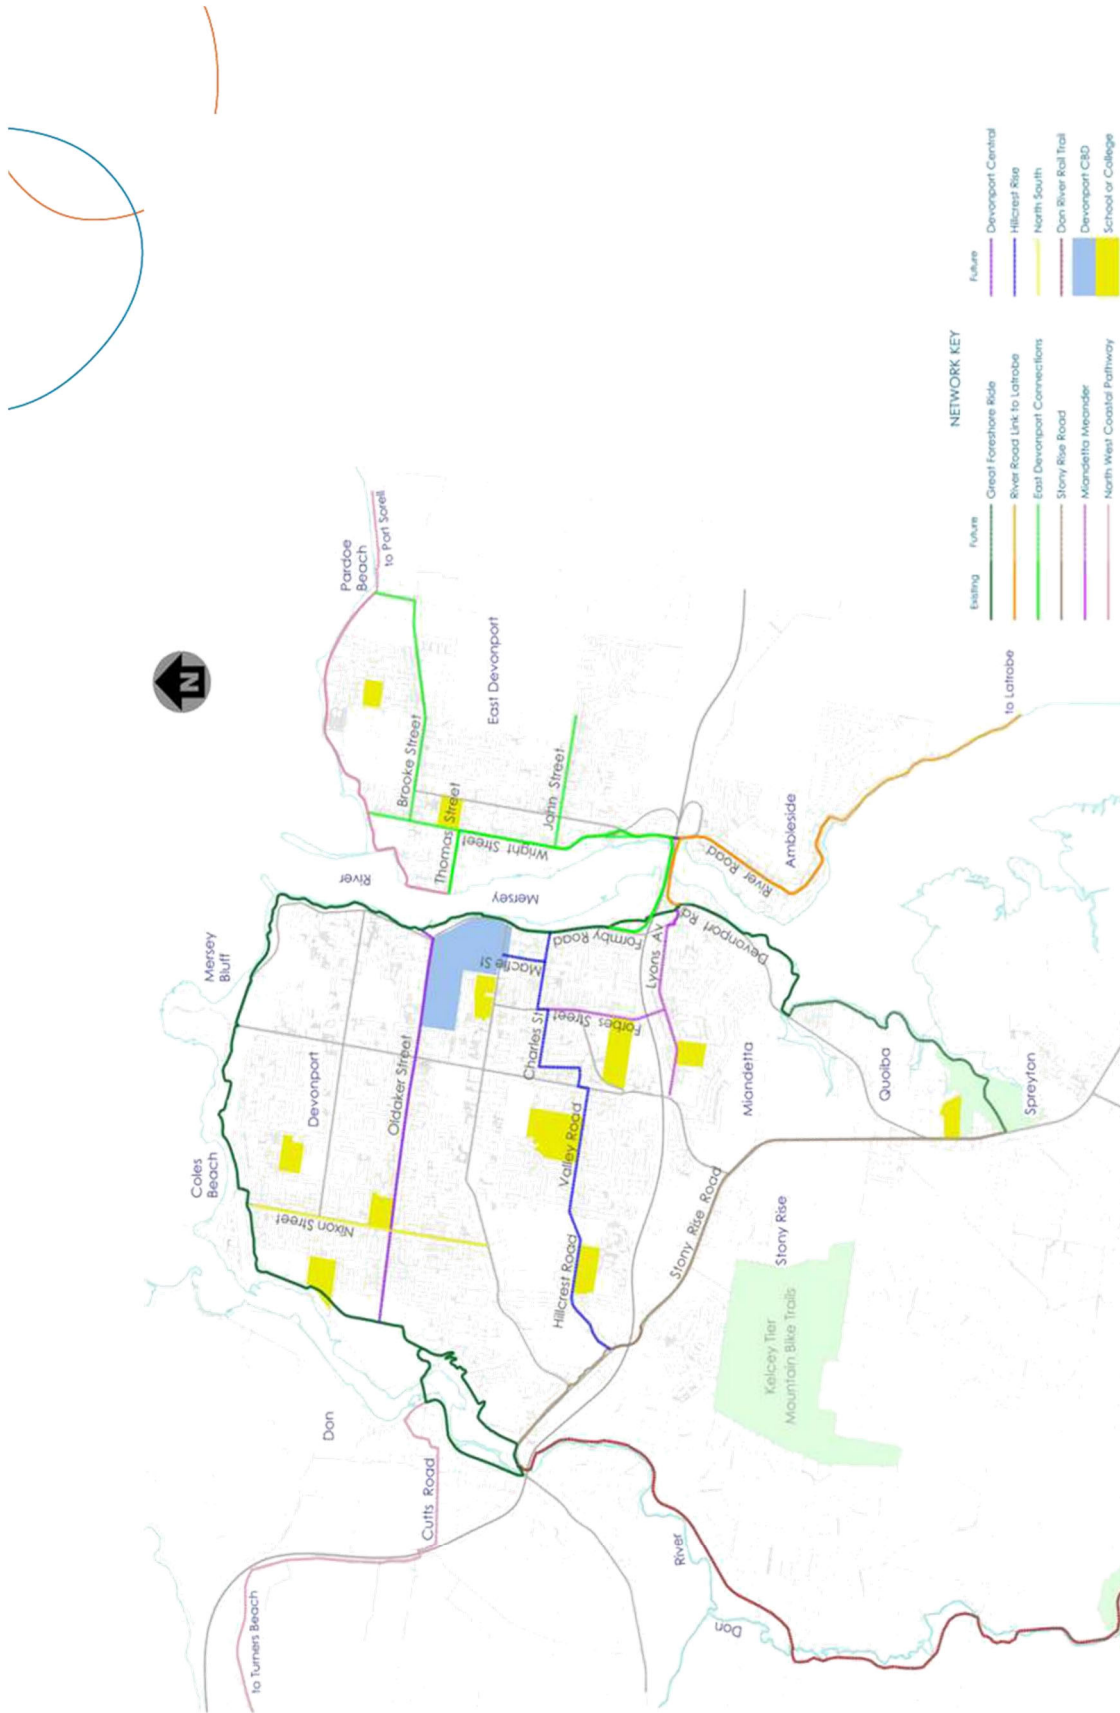 Mersey
Bluff
Coles
Beach
Pardoe
Beach
to Port Sorell
N
River
Mersey
Devonport
East Devonport
Brooke Street
Thomas Street
Wright Street
John Street
Oldaker Street
Nixon Street
Macfie St
Charles St
Formby Road
Forbes Street
Lyons Av
Devonport Rd
River Road
Ambleside
to Latrobe
Valley Road
Hillcrest Road
Miandetta
Quoiba
Spreyton
Stony Rise Road
Stony Rise
Kelcey Tier
Mountain Bike Trails
Don
Cutts Road
to Turners Beach
River
Don
NETWORK KEY
Existing Future
Great Foreshore Ride
River Road Link to Latrobe
East Devonport Connections
Stony Rise Road
Miandetta Meander
North West Coastal Pathway
Future
Devonport Central
Hillcrest Rise
North South
Don River Rail Trail
Devonport CBD
School or College